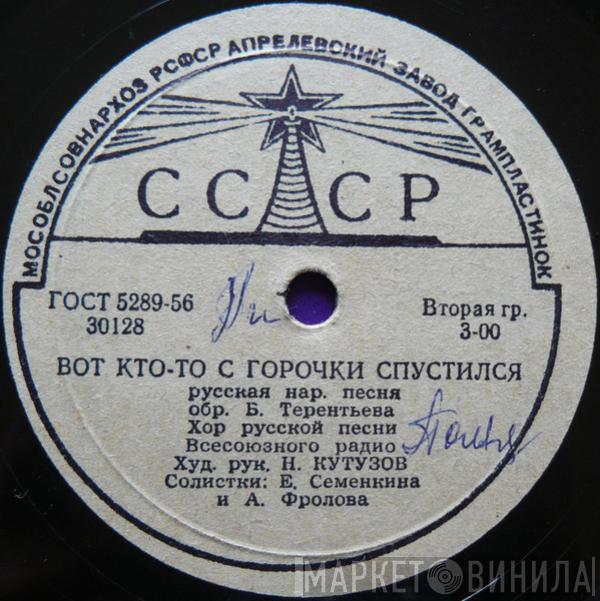 МОСОБЛСОВНАРХОЗ РСФСР АПРЕЛЕВСКИЙ ЗАВОД ГРАМПЛАСТИНОК
СССР
ГОСТ 5289-56
30128
Вторая гр.
3-00
ВОТ КТО-ТО С ГОРОЧКИ СПУСТИЛСЯ
русская нар. песня
обр. Б. Терентьева
Хор русской песни
Всесоюзного радио
Худ. рук. Н. КУТУЗОВ
Солистки: Е. Семенкина
и А. Фролова
МАРКЕТ ВИНИЛА